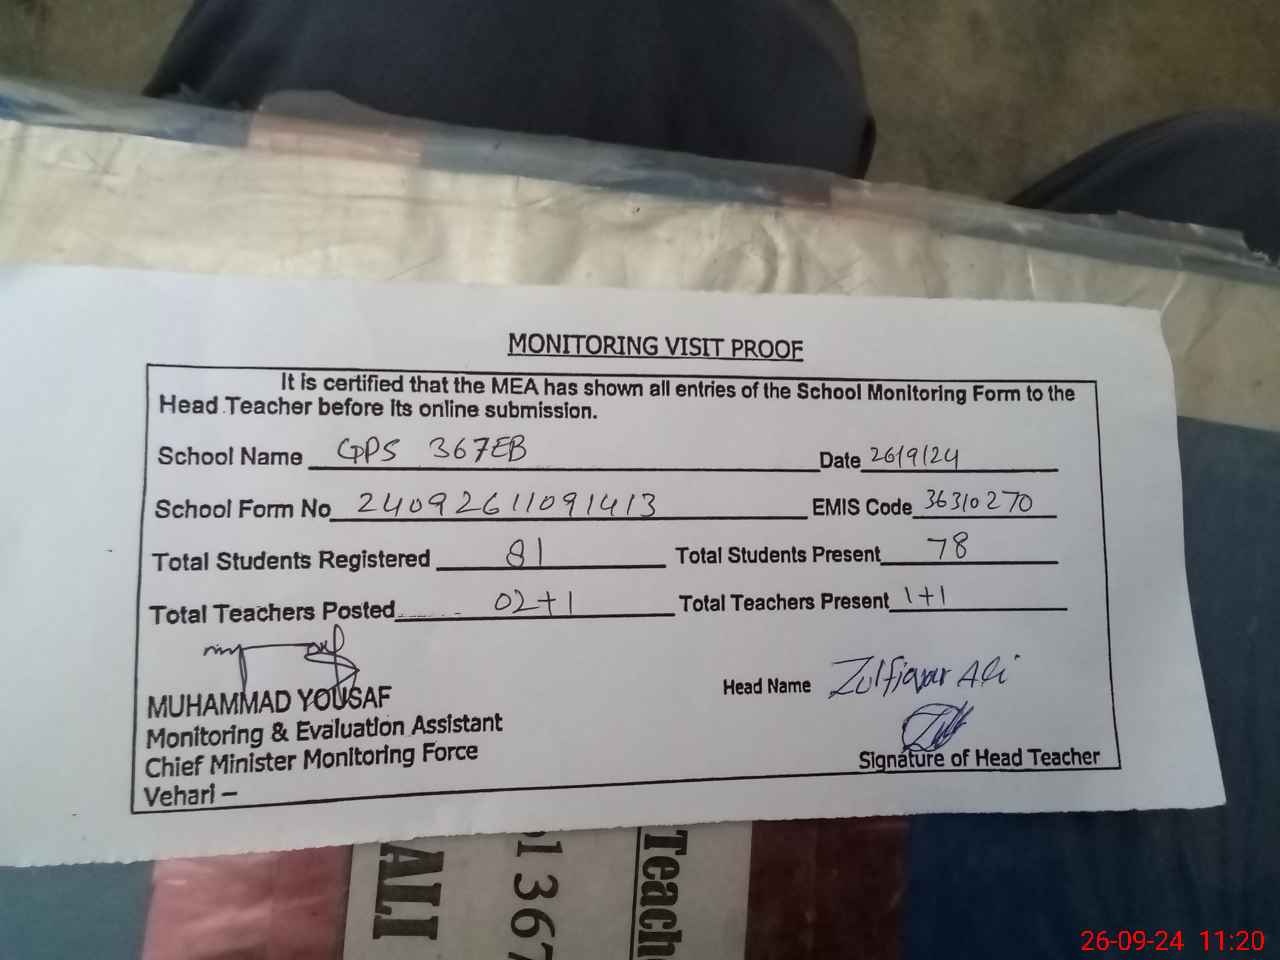 MONITORING VISIT PROOF
It is certified that the MEA has shown all entries of the School Monitoring Form to the
Head Teacher before its online submission.
School Name GPS 367EB Date 26/9/24
School Form No 24092611091413 EMIS Code 36310270
Total Students Registered 81 Total Students Present 78
Total Teachers Posted 02+1 Total Teachers Present 1+1
MUHAMMAD YOUSAF
Monitoring & Evaluation Assistant
Chief Minister Monitoring Force
Vehari –
Head Name Zulfiqar Ali
Signature of Head Teacher
ALI
1367
Teach
26-09-24 11:20